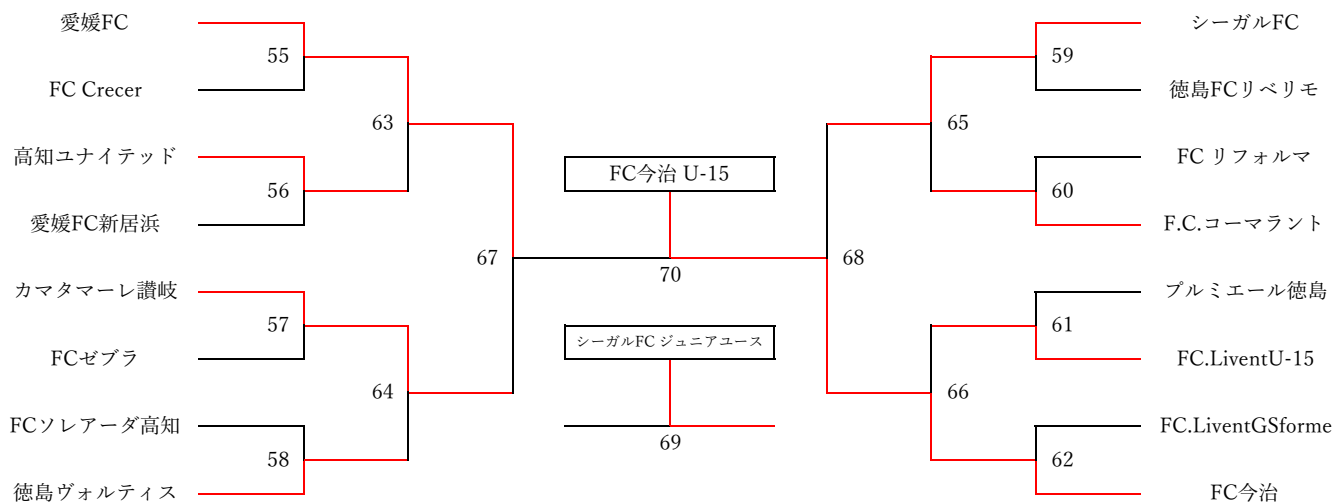 愛媛FC
55
FC Crecer
63
高知ユナイテッド
56
愛媛FC新居浜
67
カマタマーレ讃岐
57
FCゼブラ
64
FCソレアーダ高知
58
徳島ヴォルティス
FC今治 U-15
70
シーガルFC ジュニアユース
69
シーガルFC
59
徳島FCリベリモ
65
FC リフォルマ
60
F.C.コーマラント
68
プルミエール徳島
61
FC.LiventU-15
66
FC.LiventGSforme
62
FC今治